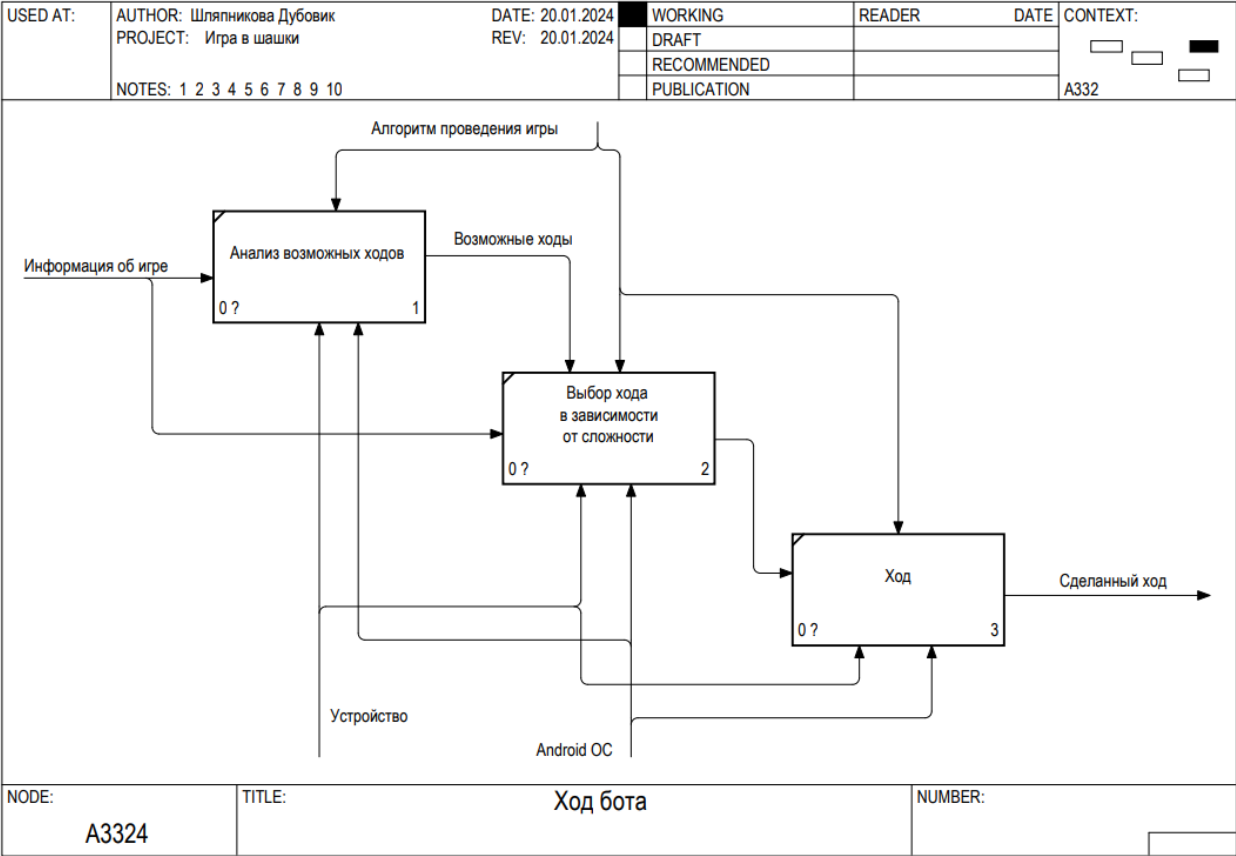 USED AT:
AUTHOR: Шляпникова Дубовик
DATE: 20.01.2024
WORKING
READER
DATE
CONTEXT:
PROJECT: Игра в шашки
REV: 20.01.2024
DRAFT
RECOMMENDED
NOTES: 1 2 3 4 5 6 7 8 9 10
PUBLICATION
A332
Алгоритм проведения игры
Анализ возможных ходов
0 ?
1
Возможные ходы
Информация об игре
Выбор хода
в зависимости
от сложности
0 ?
2
Ход
0 ?
3
Сделанный ход
Устройство
Android ОС
NODE:
A3324
TITLE:
Ход бота
NUMBER: